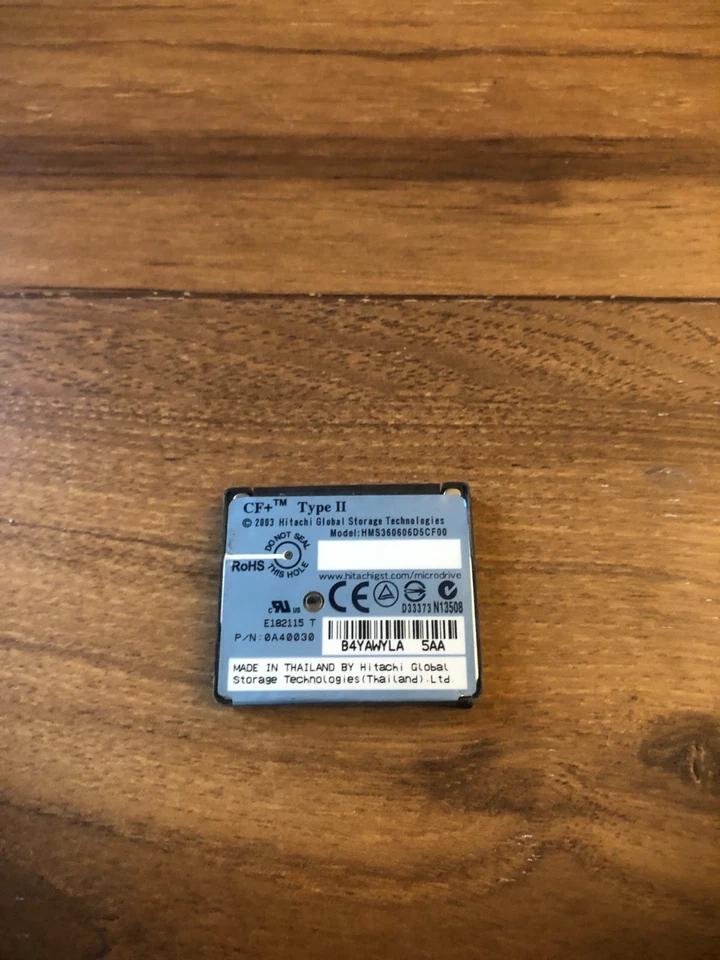 CF+™ Type II
© 2003 Hitachi Global Storage Technologies
Model:HMS360606D5CF00
DO NOT SEAL
THIS HOLE
RoHS
www.hitachigst.com/microdrive
c UL us
CE
D33373 N13508
E182115 T
P/N:0A40030
B4YAWYLA 5AA
MADE IN THAILAND BY Hitachi Global
Storage Technologies(Thailand).Ltd.